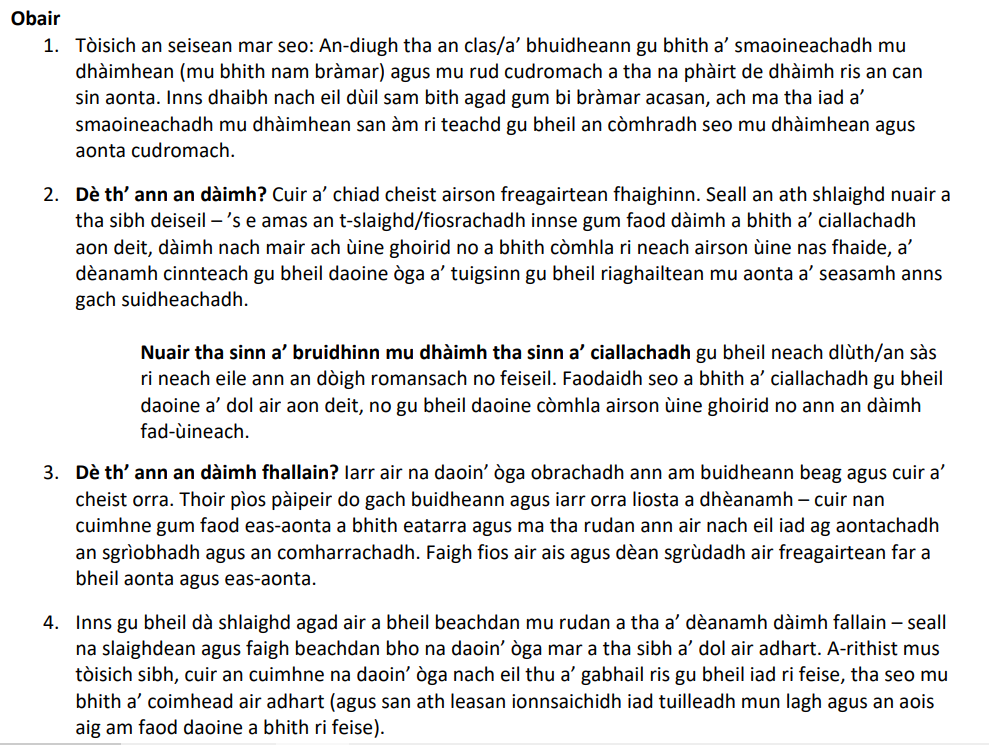 Obair
1. Tòisich an seisean mar seo: An-diugh tha an clas/a’ bhuidheann gu bhith a’ smaoineachadh mu
dhàimhean (mu bhith nam bràmar) agus mu rud cudromach a tha na phàirt de dhàimh ris an can
sin aonta. Inns dhaibh nach eil dùil sam bith agad gum bi bràmar acasan, ach ma tha iad a’
smaoineachadh mu dhàimhean san àm ri teachd gu bheil an còmhradh seo mu dhàimhean agus
aonta cudromach.
2. Dè th’ ann an dàimh? Cuir a’ chiad cheist airson freagairtean fhaighinn. Seall an ath shlaighd nuair a
tha sibh deiseil – ’s e amas an t-slaighd/fiosrachadh innse gum faod dàimh a bhith a’ ciallachadh
aon deit, dàimh nach mair ach ùine ghoirid no a bhith còmhla ri neach airson ùine nas fhaide, a’
dèanamh cinnteach gu bheil daoine òga a’ tuigsinn gu bheil riaghailtean mu aonta a’ seasamh anns
gach suidheachadh.
Nuair tha sinn a’ bruidhinn mu dhàimh tha sinn a’ ciallachadh gu bheil neach dlùth/an sàs
ri neach eile ann an dòigh romansach no feiseil. Faodaidh seo a bhith a’ ciallachadh gu bheil
daoine a’ dol air aon deit, no gu bheil daoine còmhla airson ùine ghoirid no ann an dàimh
fad-ùineach.
3. Dè th’ ann an dàimh fhallain? Iarr air na daoin’ òga obrachadh ann am buidheann beag agus cuir a’
cheist orra. Thoir pìos pàipeir do gach buidheann agus iarr orra liosta a dhèanamh – cuir nan
cuimhne gum faod eas-aonta a bhith eatarra agus ma tha rudan ann air nach eil iad ag aontachadh
an sgrìobhadh agus an comharrachadh. Faigh fios air ais agus dèan sgrùdadh air freagairtean far a
bheil aonta agus eas-aonta.
4. Inns gu bheil dà shlaighd agad air a bheil beachdan mu rudan a tha a’ dèanamh dàimh fallain – seall
na slaighdean agus faigh beachdan bho na daoin’ òga mar a tha sibh a’ dol air adhart. A-rithist mus
tòisich sibh, cuir an cuimhne na daoin’ òga nach eil thu a’ gabhail ris gu bheil iad ri feise, tha seo mu
bhith a’ coimhead air adhart (agus san ath leasan ionnsaichidh iad tuilleadh mun lagh agus an aois
aig am faod daoine a bhith ri feise).